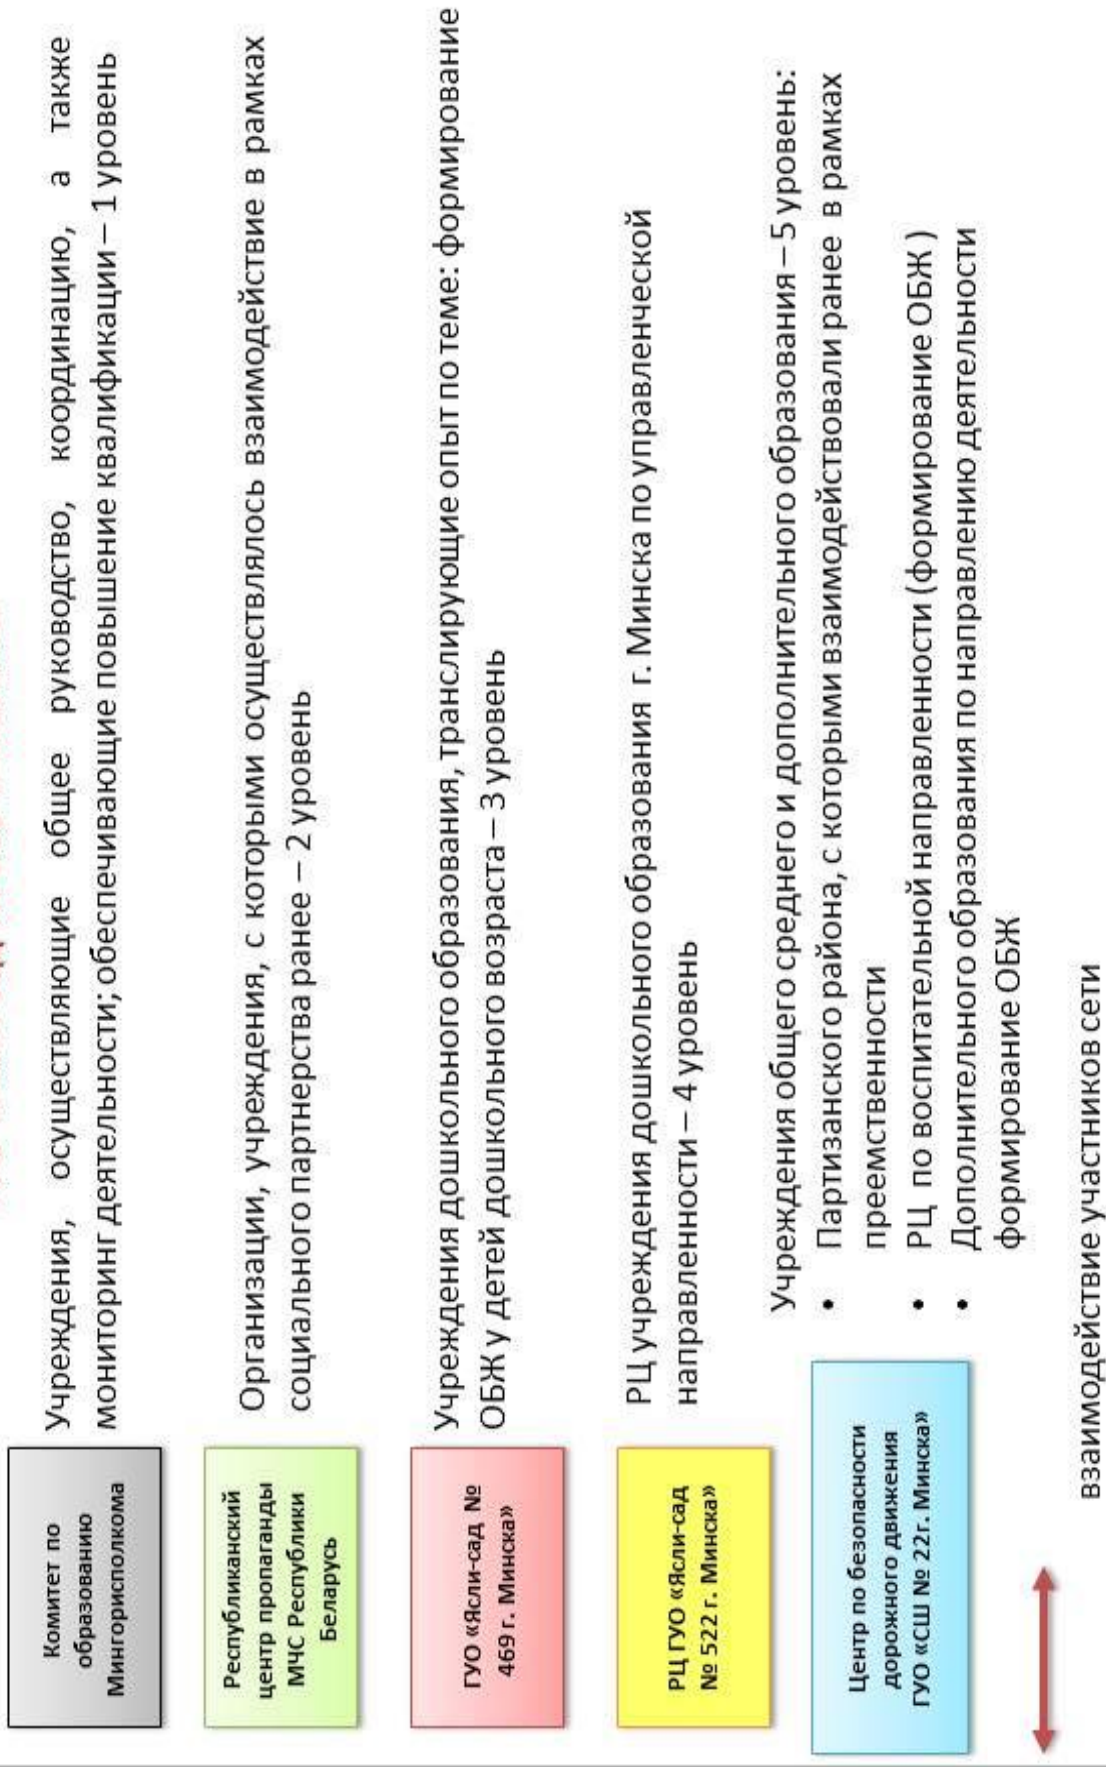 Комитет по
образованию
Мингорисполкома
Учреждения, осуществляющие общее руководство, координацию, а также
мониторинг деятельности; обеспечивающие повышение квалификации – 1 уровень
Республиканский
центр пропаганды
МЧС Республики
Беларусь
Организации, учреждения, с которыми осуществлялось взаимодействие в рамках
социального партнерства ранее – 2 уровень
ГУО «Ясли-сад №
469 г. Минска»
Учреждения дошкольного образования, транслирующие опыт по теме: формирование
ОБЖ у детей дошкольного возраста – 3 уровень
РЦ ГУО «Ясли-сад
№ 522 г. Минска»
РЦ учреждения дошкольного образования г. Минска по управленческой
направленности – 4 уровень
Центр по безопасности
дорожного движения
ГУО «СШ № 22 г. Минска»
Учреждения общего среднего и дополнительного образования – 5 уровень:
• Партизанского района, с которыми взаимодействовали ранее в рамках
преемственности
• РЦ по воспитательной направленности (формирование ОБЖ )
• Дополнительного образования по направлению деятельности
формирование ОБЖ
взаимодействие участников сети